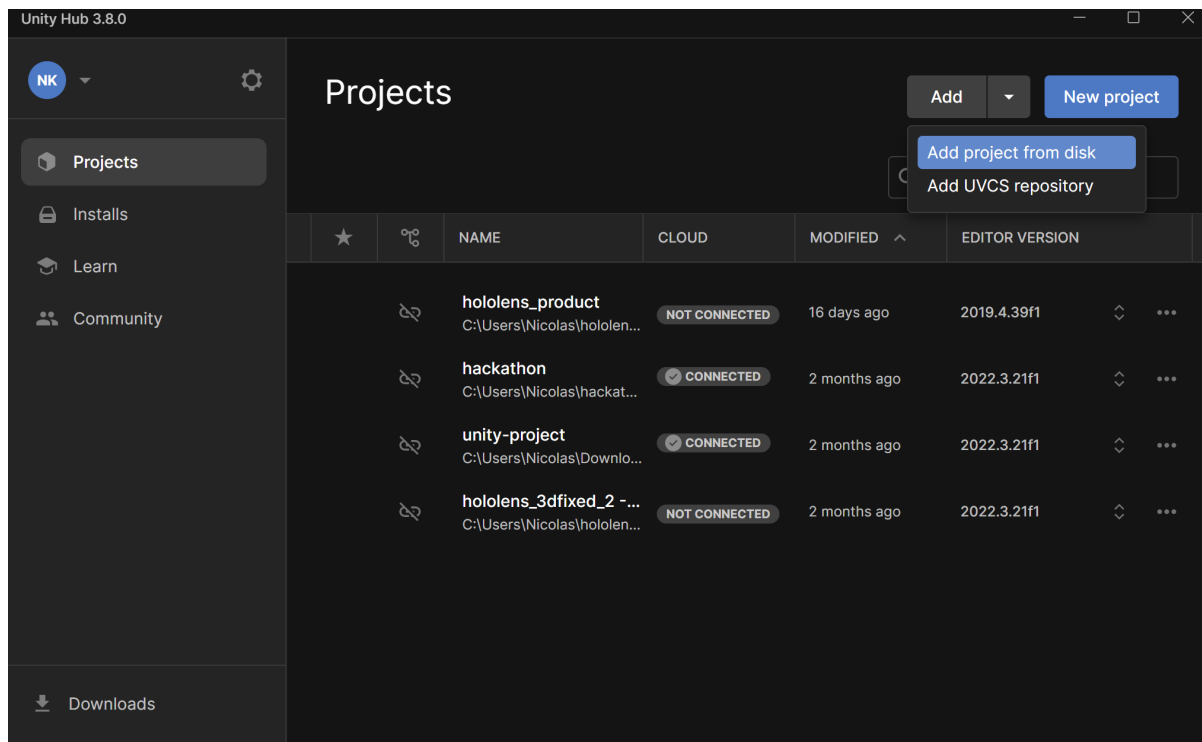 Unity Hub 3.8.0
NK
Projects
Installs
Learn
Community
Downloads
Projects
Add
New project
Add project from disk
Add UVCS repository
NAME CLOUD MODIFIED EDITOR VERSION
hololens_product
C:\Users\Nicolas\hololen...
NOT CONNECTED 16 days ago 2019.4.39f1
hackathon
C:\Users\Nicolas\hackat...
CONNECTED 2 months ago 2022.3.21f1
unity-project
C:\Users\Nicolas\Downlo...
CONNECTED 2 months ago 2022.3.21f1
hololens_3dfixed_2 -...
C:\Users\Nicolas\hololen...
NOT CONNECTED 2 months ago 2022.3.21f1